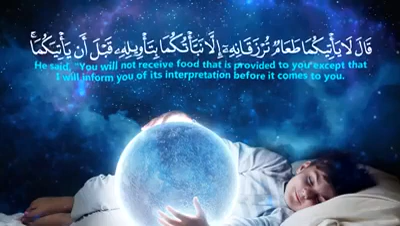 قَالَ لَا يَأْتِيكُمَا طَعَامٌ تُرْزَقَانِهِ إِلَّا نَبَّأْتُكُمَا بِتَأْوِيلِهِ قَبْلَ أَن يَأْتِيَكُمَا
He said, "You will not receive food that is provided to you except that
I will inform you of its interpretation before it comes to you.